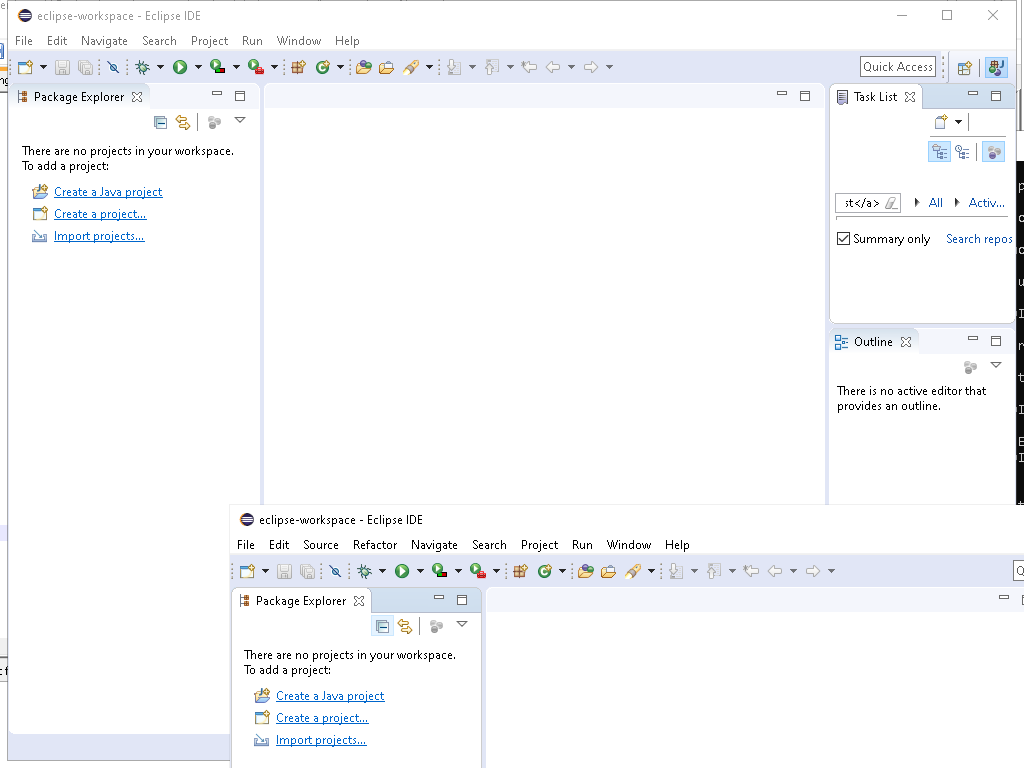 eclipse-workspace - Eclipse IDE
File Edit Navigate Search Project Run Window Help
Quick Access
Package Explorer
Task List
There are no projects in your workspace.
To add a project:
Create a Java project
Create a project...
Import projects...
st</a> All Activ...
Summary only Search repos
Outline
There is no active editor that
provides an outline.
eclipse-workspace - Eclipse IDE
File Edit Source Refactor Navigate Search Project Run Window Help
Package Explorer
There are no projects in your workspace.
To add a project:
Create a Java project
Create a project...
Import projects...